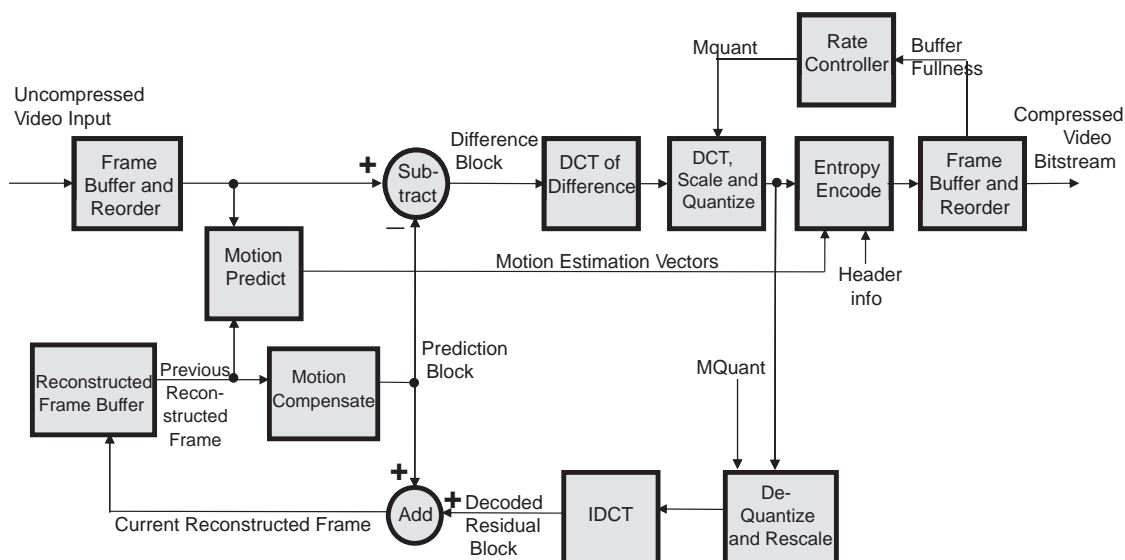 Mquant
Rate
Controller
Buffer
Fullness
Uncompressed
Video Input
Compressed
Video
Bitstream
Frame
Buffer and
Reorder
+
Sub-
tract
–
Difference
Block
DCT of
Difference
DCT,
Scale and
Quantize
Entropy
Encode
Frame
Buffer and
Reorder
Motion
Predict
Motion Estimation Vectors
Header
info
Reconstructed
Frame Buffer
Previous
Recon-
structed
Frame
Motion
Compensate
Prediction
Block
MQuant
+
Add
+
Decoded
Residual
Block
IDCT
De-
Quantize
and Rescale
Current Reconstructed Frame